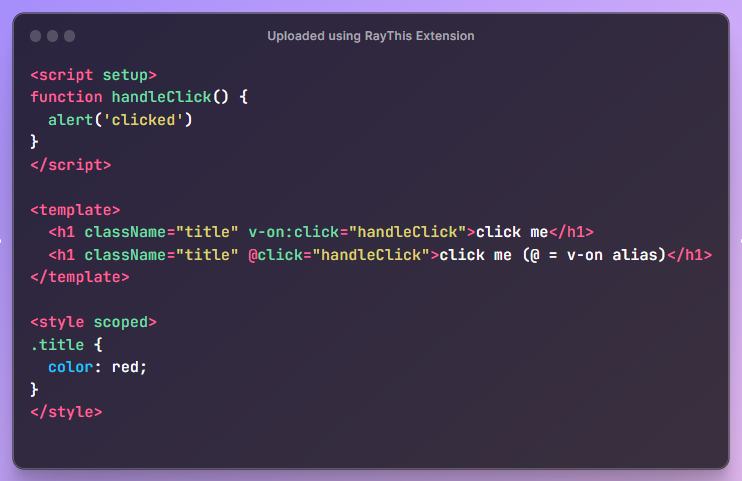 Uploaded using RayThis Extension
<script setup>
function handleClick() {
  alert('clicked')
}
</script>

<template>
  <h1 className="title" v-on:click="handleClick">click me</h1>
  <h1 className="title" @click="handleClick">click me (@ = v-on alias)</h1>
</template>

<style scoped>
.title {
  color: red;
}
</style>